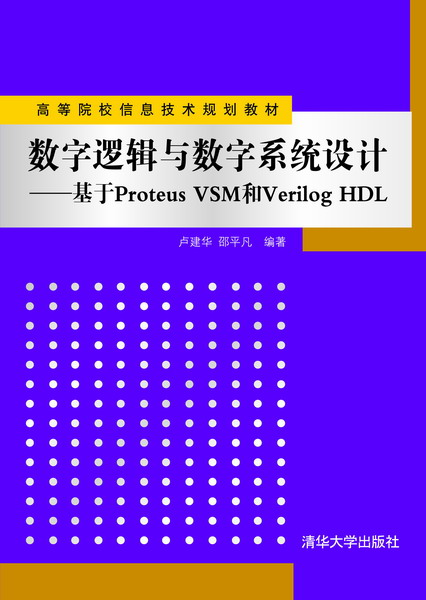 高等院校信息技术规划教材
数字逻辑与数字系统设计
——基于Proteus VSM和Verilog HDL
卢建华 邵平凡 编著
清华大学出版社